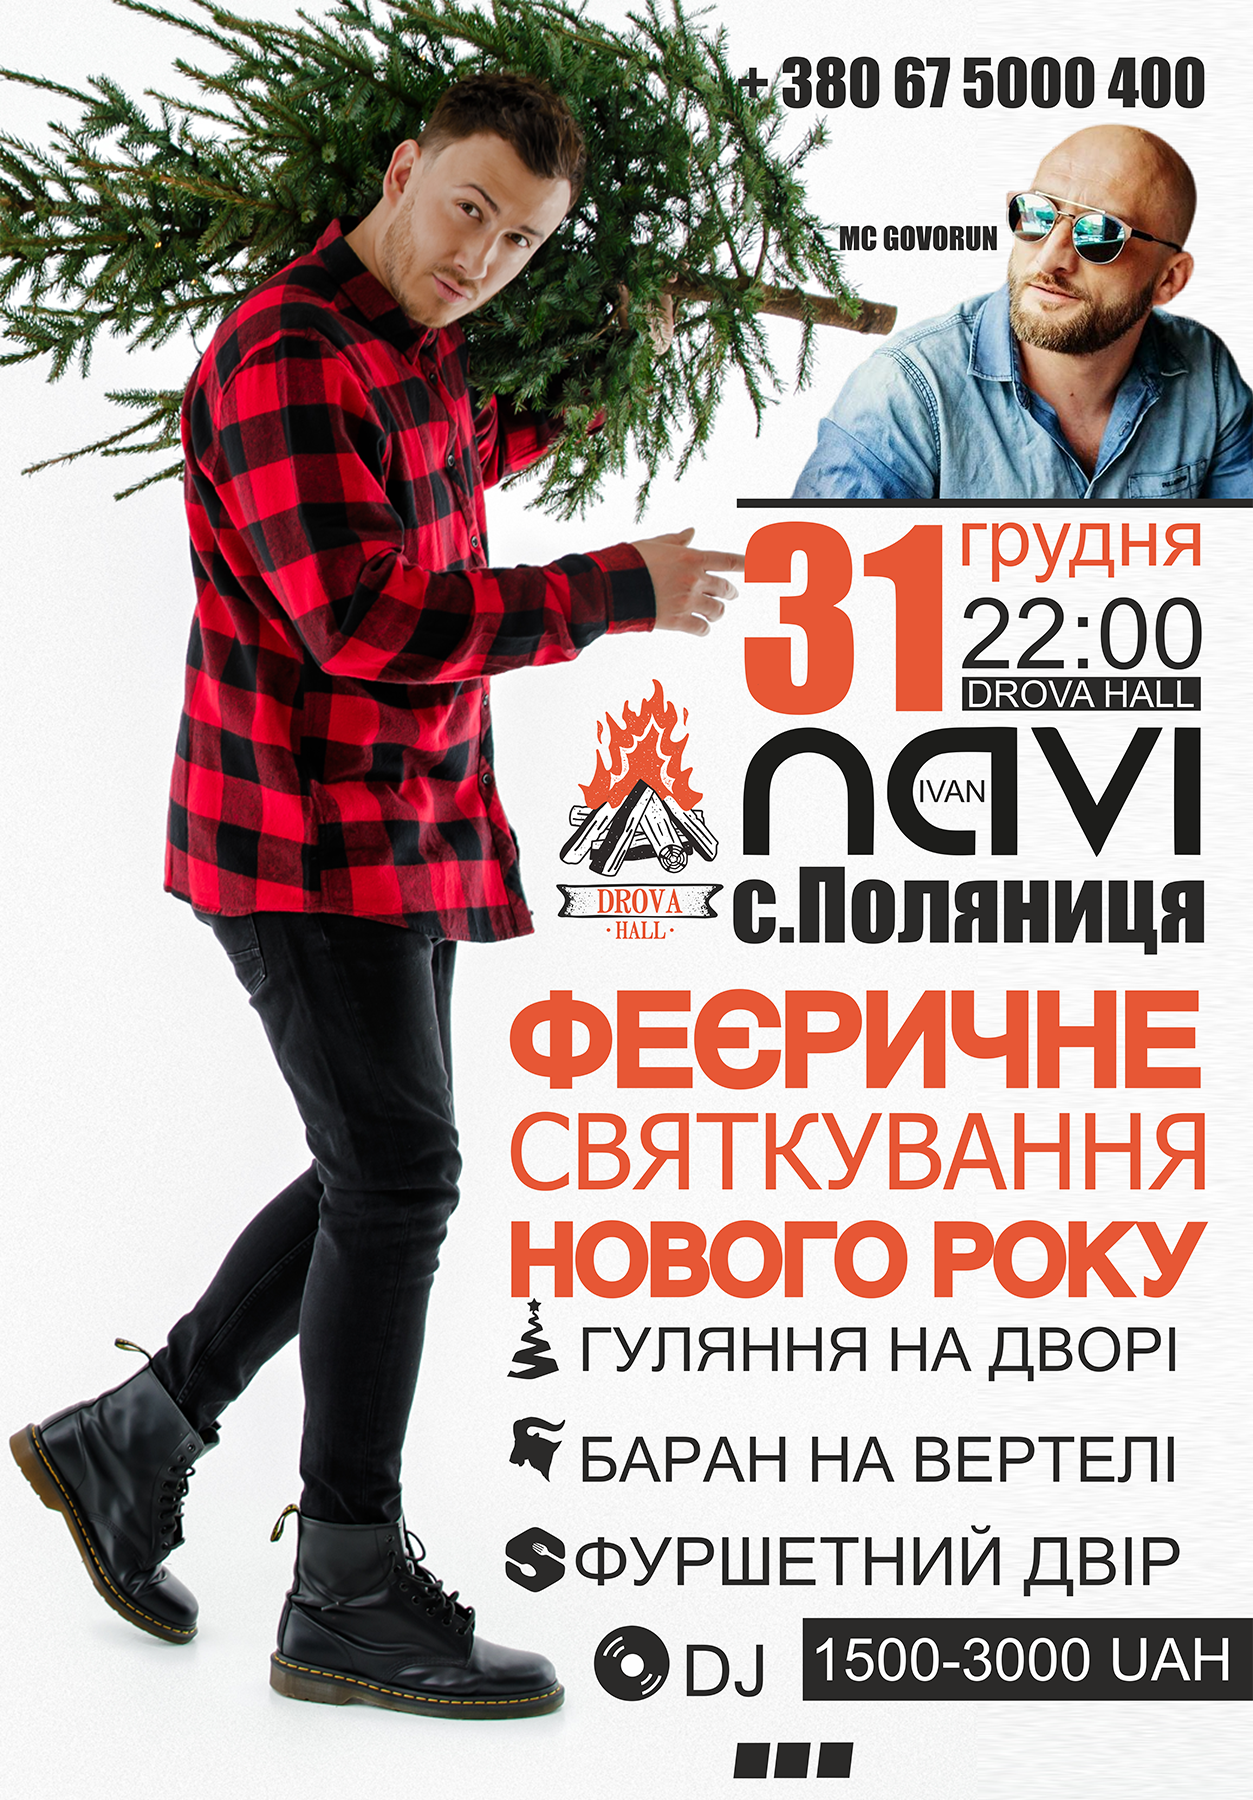 + 380 67 5000 400
MC GOVORUN
31
грудня
22:00
DROVA HALL
NAVI
IVAN
DROVA
·HALL·
с.Поляниця
ФЕЄРИЧНЕ
СВЯТКУВАННЯ
НОВОГО РОКУ
ГУЛЯННЯ НА ДВОРІ
БАРАН НА ВЕРТЕЛІ
ФУРШЕТНИЙ ДВІР
DJ
1500-3000 UAH